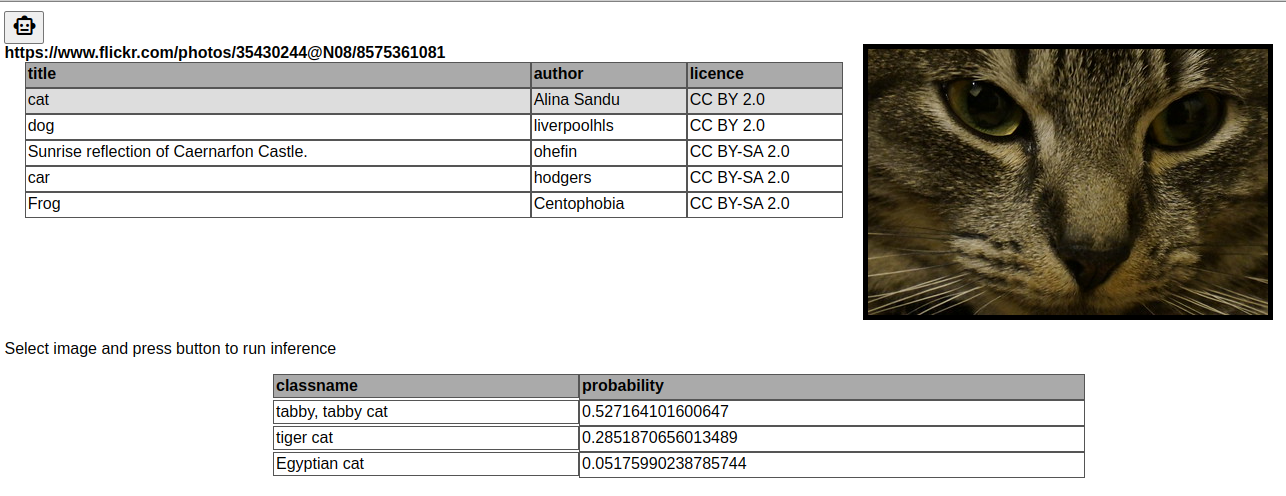 https://www.flickr.com/photos/35430244@N08/8575361081
title author licence
cat Alina Sandu CC BY 2.0
dog liverpoolhls CC BY 2.0
Sunrise reflection of Caernarfon Castle. ohefin CC BY-SA 2.0
car hodgers CC BY-SA 2.0
Frog Centophobia CC BY-SA 2.0
Select image and press button to run inference
classname probability
tabby, tabby cat 0.527164101600647
tiger cat 0.2851870656013489
Egyptian cat 0.05175990238785744